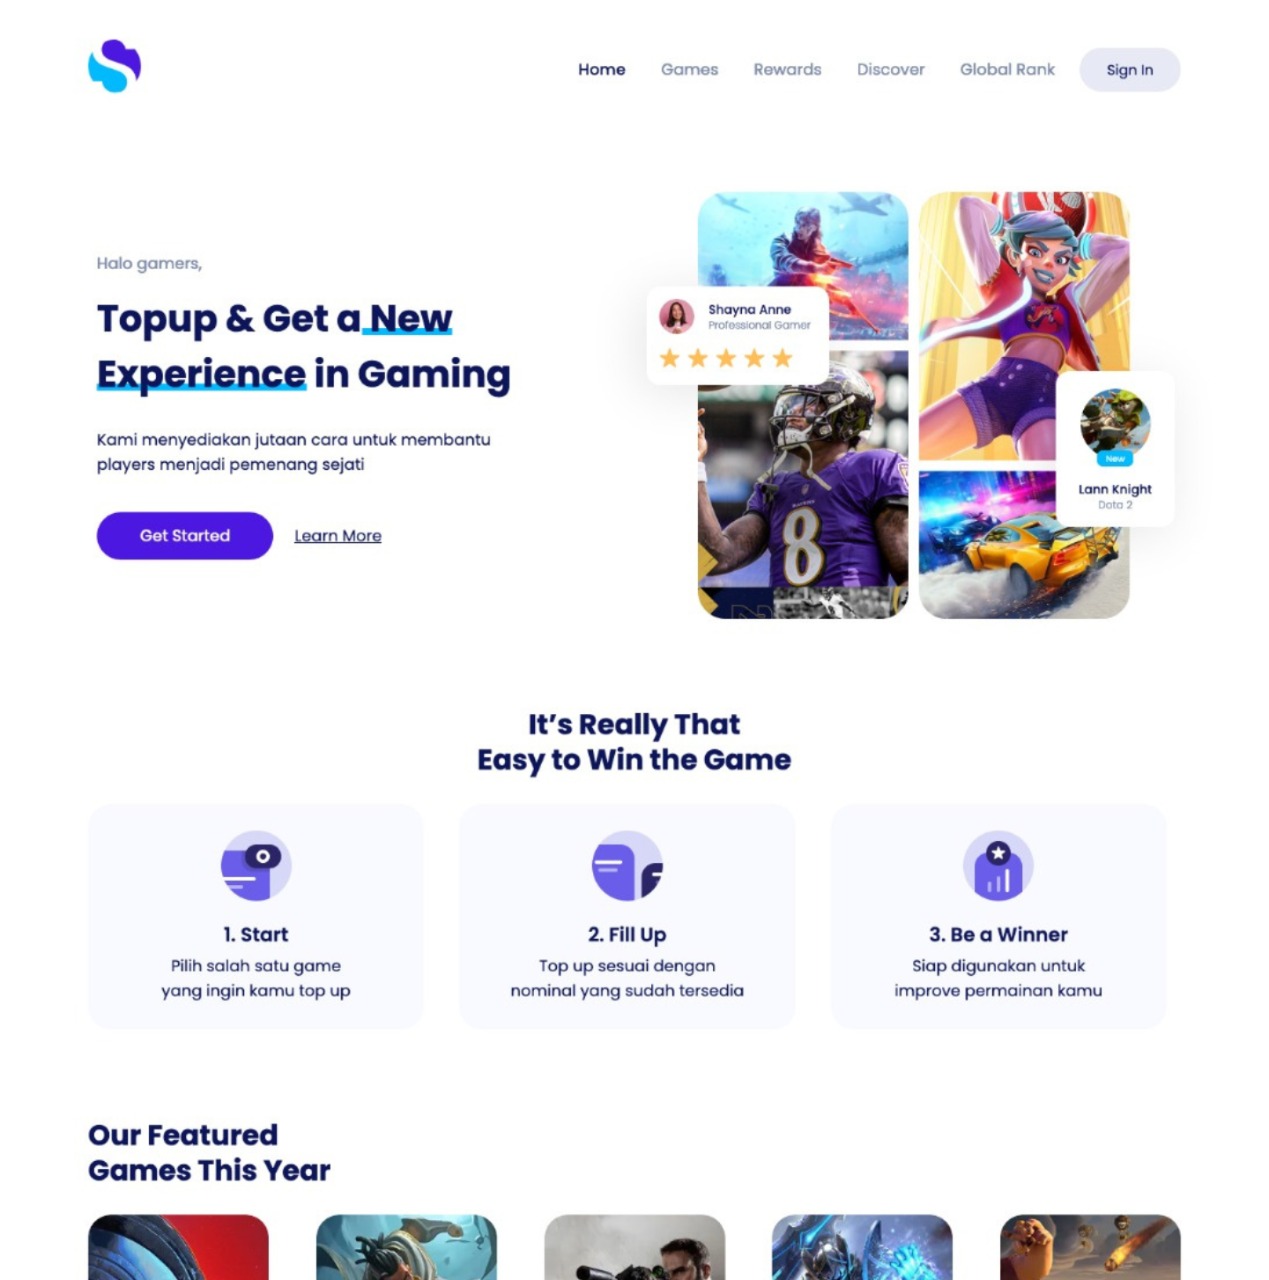 Home Games Rewards Discover Global Rank Sign In
Halo gamers,
Topup & Get a New
Experience in Gaming
Kami menyediakan jutaan cara untuk membantu
players menjadi pemenang sejati
Get Started Learn More
Shayna Anne
Professional Gamer
8
New
Lann Knight
Dota 2
It’s Really That
Easy to Win the Game
1. Start
Pilih salah satu game
yang ingin kamu top up
2. Fill Up
Top up sesuai dengan
nominal yang sudah tersedia
3. Be a Winner
Siap digunakan untuk
improve permainan kamu
Our Featured
Games This Year